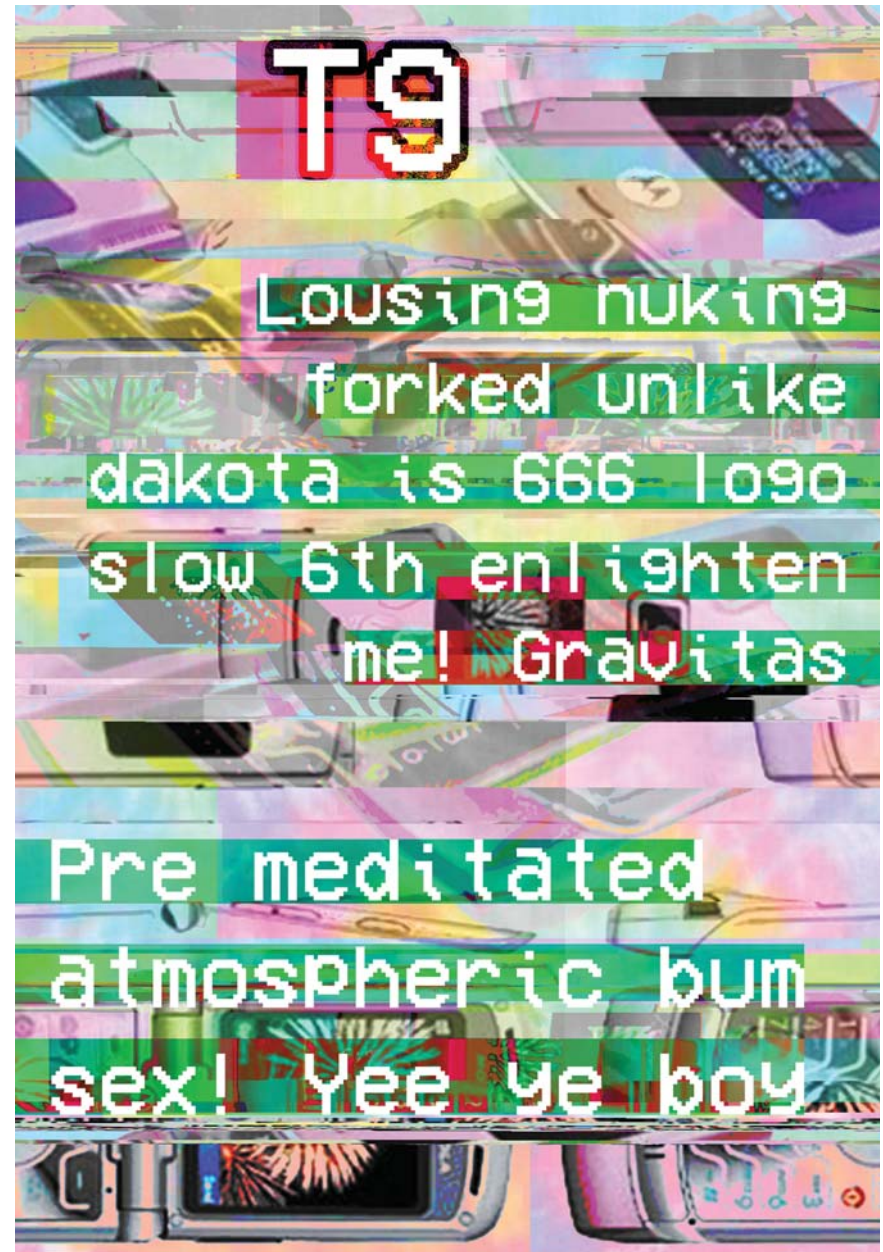 T9
Lousing nuking
forked unlike
dakota is 666 logo
slow 6th enlighten
me! Gravitas
Pre meditated
atmospheric bum
sex! Yee ye boy